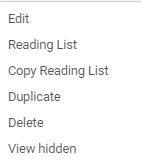 Edit
Reading List
Copy Reading List
Duplicate
Delete
View hidden